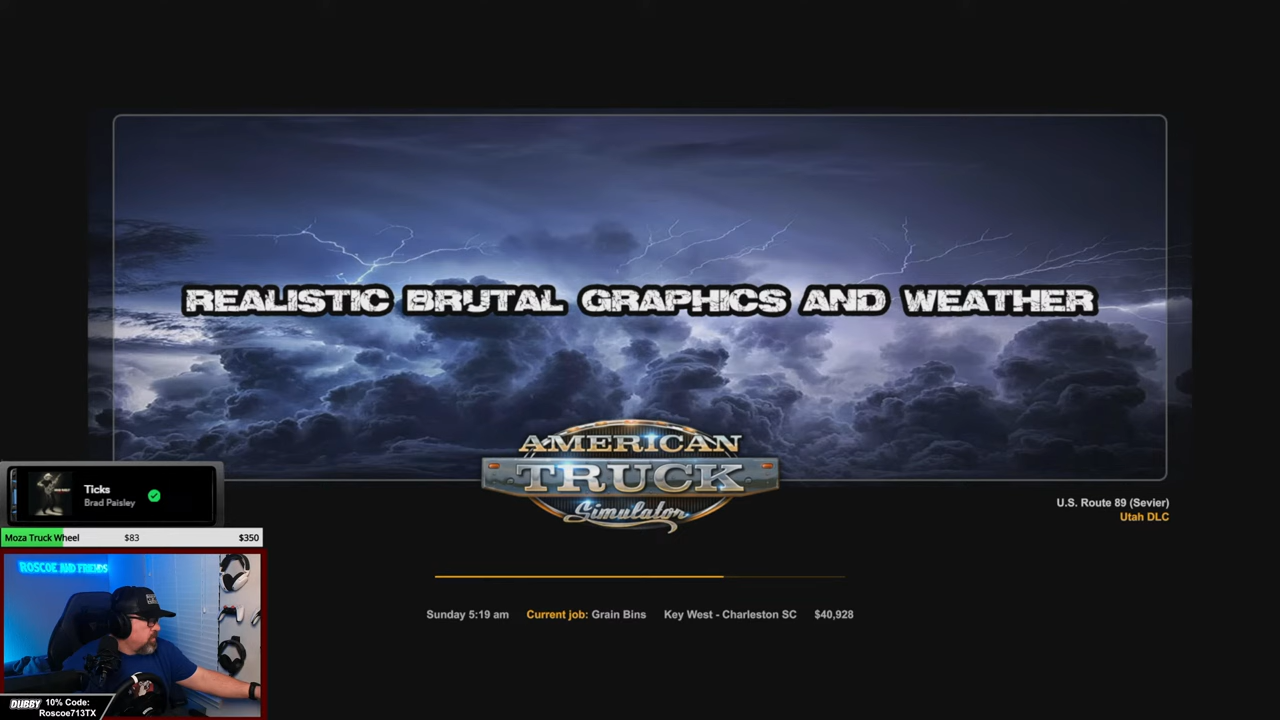 REALISTIC BRUTAL GRAPHICS AND WEATHER
AMERICAN
TRUCK
Simulator
U.S. Route 89 (Sevier)
Utah DLC
Ticks
Brad Paisley
Moza Truck Wheel $83 $350
ROSCOE AND FRIENDS
Sunday 5:19 am Current job: Grain Bins Key West - Charleston SC $40,928
DUBBY 10% Code:
Roscoe713TX